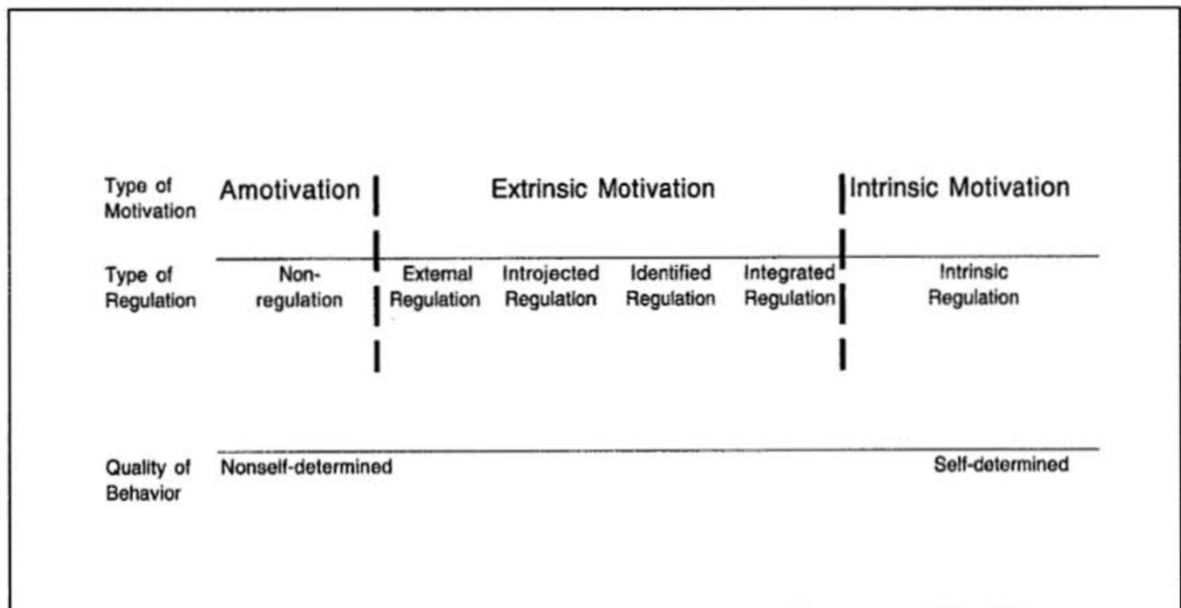 Type of Motivation
Amotivation
Extrinsic Motivation
Intrinsic Motivation
Type of Regulation
Non-regulation
External Regulation
Introjected Regulation
Identified Regulation
Integrated Regulation
Intrinsic Regulation
Quality of Behavior
Nonself-determined
Self-determined